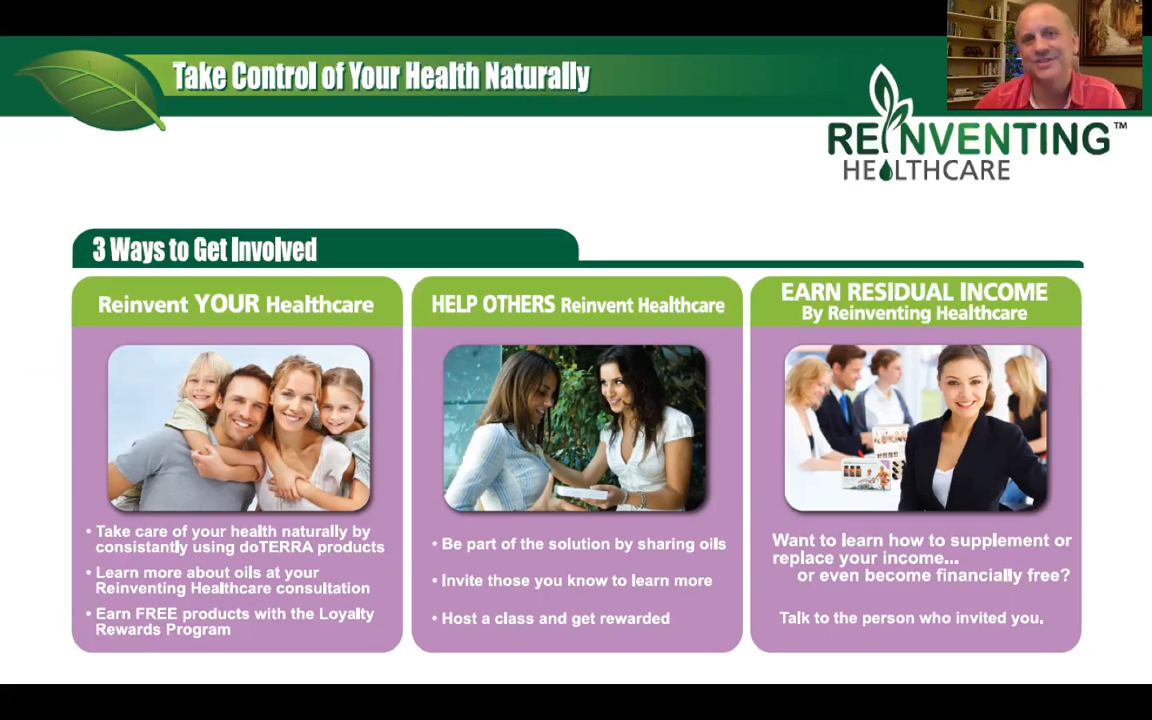 Take Control of Your Health Naturally
REINVENTING™
HEALTHCARE
3 Ways to Get Involved
Reinvent YOUR Healthcare
• Take care of your health naturally by
consistantly using doTERRA products
• Learn more about oils at your
Reinventing Healthcare consultation
• Earn FREE products with the Loyalty
Rewards Program
HELP OTHERS Reinvent Healthcare
• Be part of the solution by sharing oils
• Invite those you know to learn more
• Host a class and get rewarded
EARN RESIDUAL INCOME
By Reinventing Healthcare
Want to learn how to supplement or
replace your income...
or even become financially free?
Talk to the person who invited you.